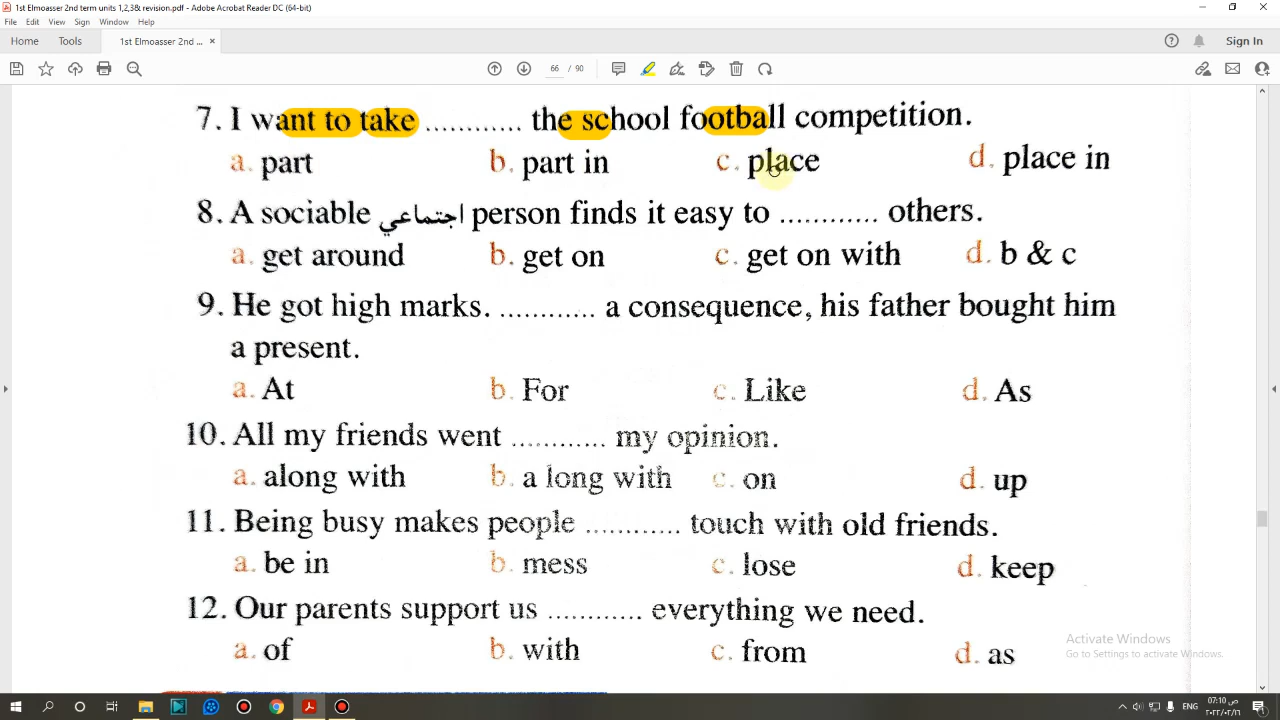 1st Elmoasser 2nd term units 1,2,3& revision.pdf - Adobe Acrobat Reader DC (64-bit)
File Edit View Sign Window Help
Home Tools 1st Elmoasser 2nd ... × Sign In
66 / 90
7. I want to take ............ the school football competition.
a. part b. part in c. place d. place in
8. A sociable اجتماعي person finds it easy to ............ others.
a. get around b. get on c. get on with d. b & c
9. He got high marks. ............ a consequence, his father bought him
a present.
a. At b. For c. Like d. As
10. All my friends went ............ my opinion.
a. along with b. a long with c. on d. up
11. Being busy makes people ............ touch with old friends.
a. be in b. mess c. lose d. keep
12. Our parents support us ............ everything we need.
a. of b. with c. from d. as
Activate Windows
Go to Settings to activate Windows.
ENG 07:10 ص
٢٠٢٢/٠٢/١٦